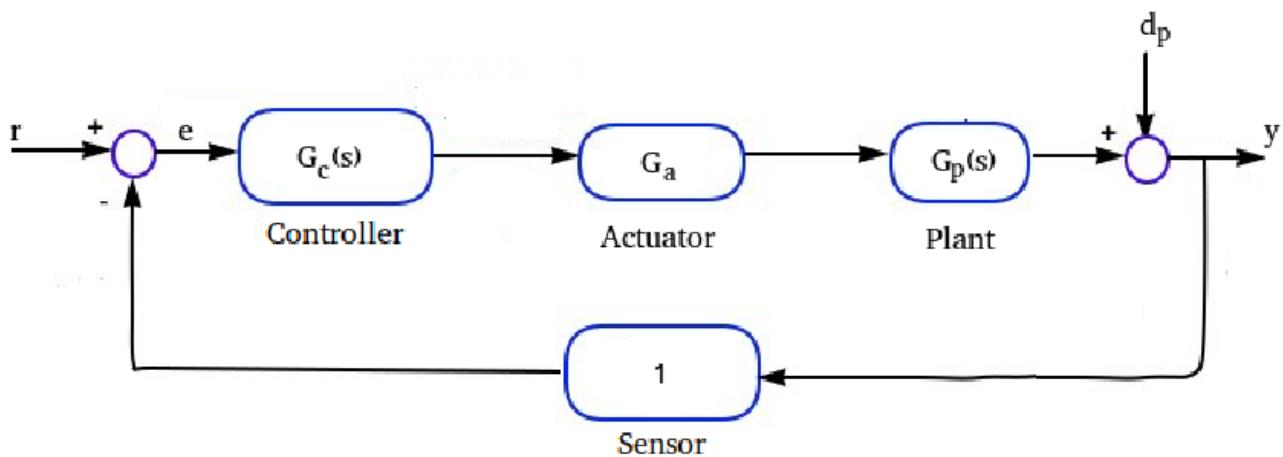 d_p
r
+
e
G_c(s)
G_a
G_p(s)
+
y
-
Controller
Actuator
Plant
1
Sensor